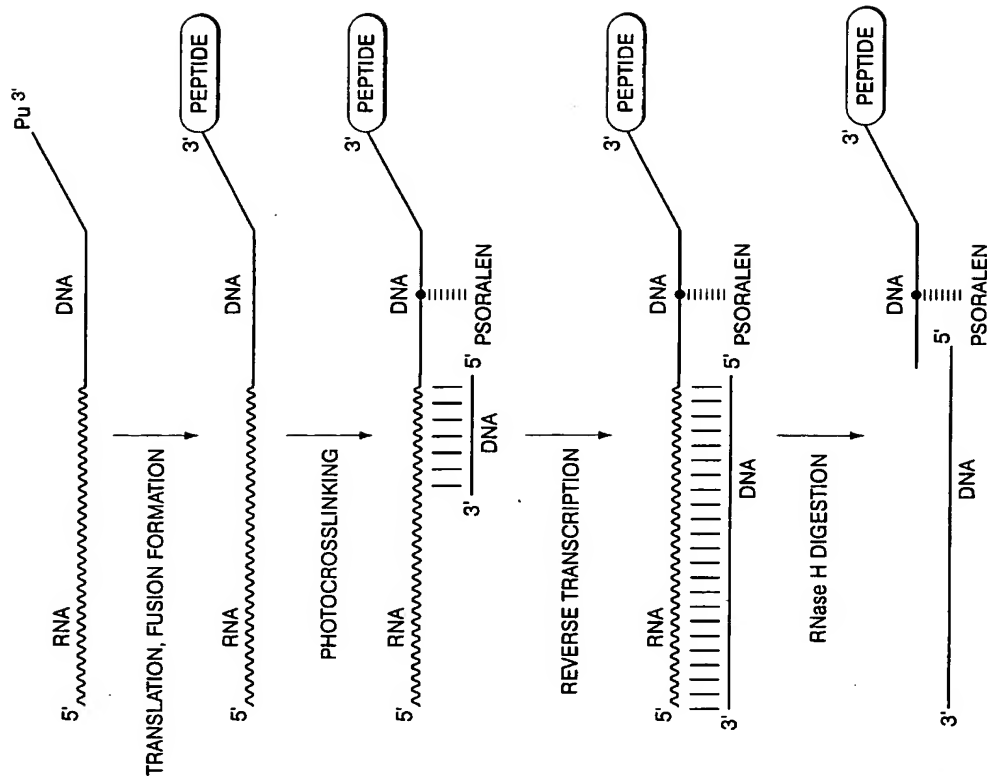 5'
RNA
DNA
Pu 3'
TRANSLATION, FUSION FORMATION
5'
RNA
DNA
3'
PEPTIDE
PHOTOCROSSLINKING
5'
RNA
DNA
3'
PEPTIDE
3'
DNA
5'
PSORALEN
REVERSE TRANSCRIPTION
5'
RNA
DNA
3'
PEPTIDE
3'
DNA
5'
PSORALEN
RNase H DIGESTION
DNA
3'
PEPTIDE
3'
DNA
5'
PSORALEN